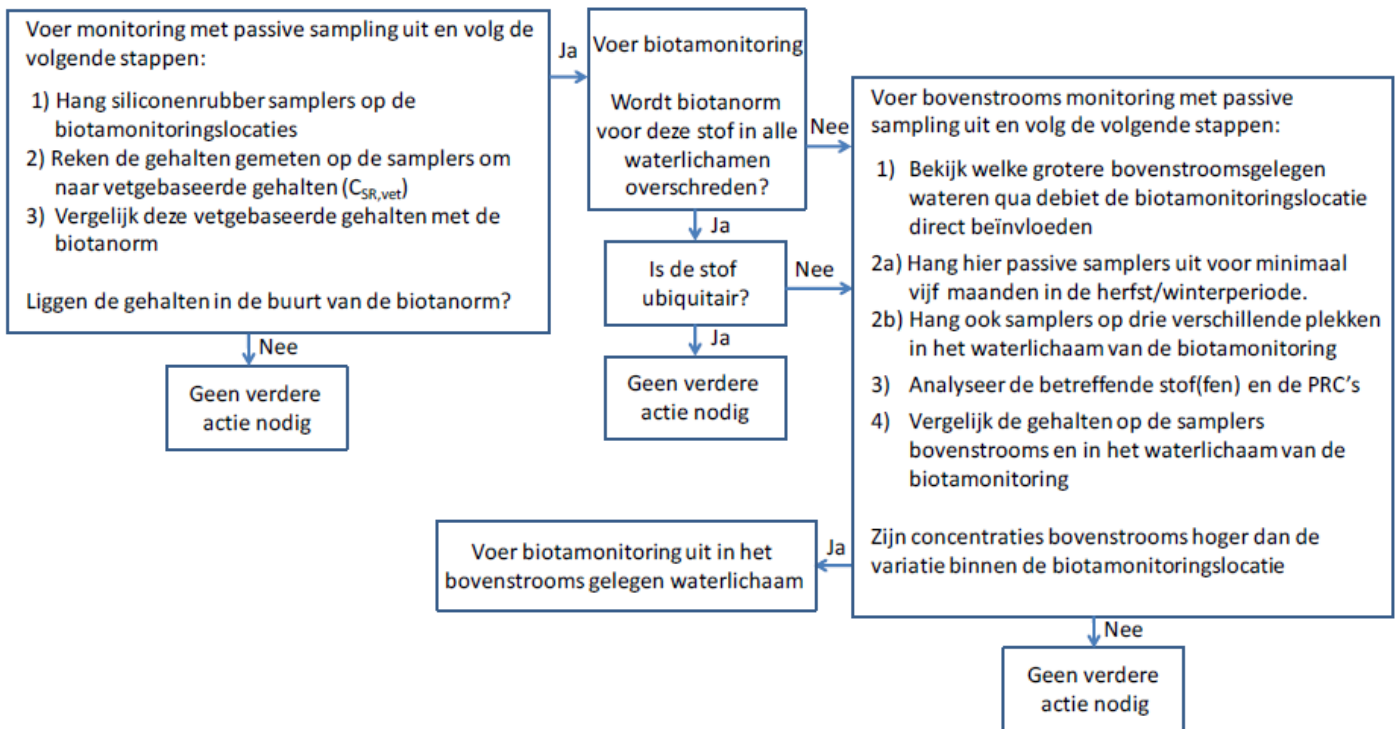 Voer monitoring met passive sampling uit en volg de
volgende stappen:
1) Hang siliconenrubber samplers op de
biotamonitoringslocaties
2) Reken de gehalten gemeten op de samplers om
naar vetgebaseerde gehalten (CSR,vet)
3) Vergelijk deze vetgebaseerde gehalten met de
biotanorm
Liggen de gehalten in de buurt van de biotanorm?
Nee
Geen verdere
actie nodig
Ja
Voer biotamonitoring
Wordt biotanorm
voor deze stof in alle
waterlichamen
overschreden?
Nee
Ja
Is de stof
ubiquitair?
Nee
Ja
Geen verdere
actie nodig
Voer bovenstrooms monitoring met passive
sampling uit en volg de volgende stappen:
1) Bekijk welke grotere bovenstroomsgelegen
wateren qua debiet de biotamonitoringslocatie
direct beïnvloeden
2a) Hang hier passive samplers uit voor minimaal
vijf maanden in de herfst/winterperiode.
2b) Hang ook samplers op drie verschillende plekken
in het waterlichaam van de biotamonitoring
3) Analyseer de betreffende stof(fen) en de PRC's
4) Vergelijk de gehalten op de samplers
bovenstrooms en in het waterlichaam van de
biotamonitoring
Zijn concentraties bovenstrooms hoger dan de
variatie binnen de biotamonitoringslocatie
Ja
Voer biotamonitoring uit in het
bovenstrooms gelegen waterlichaam
Nee
Geen verdere
actie nodig